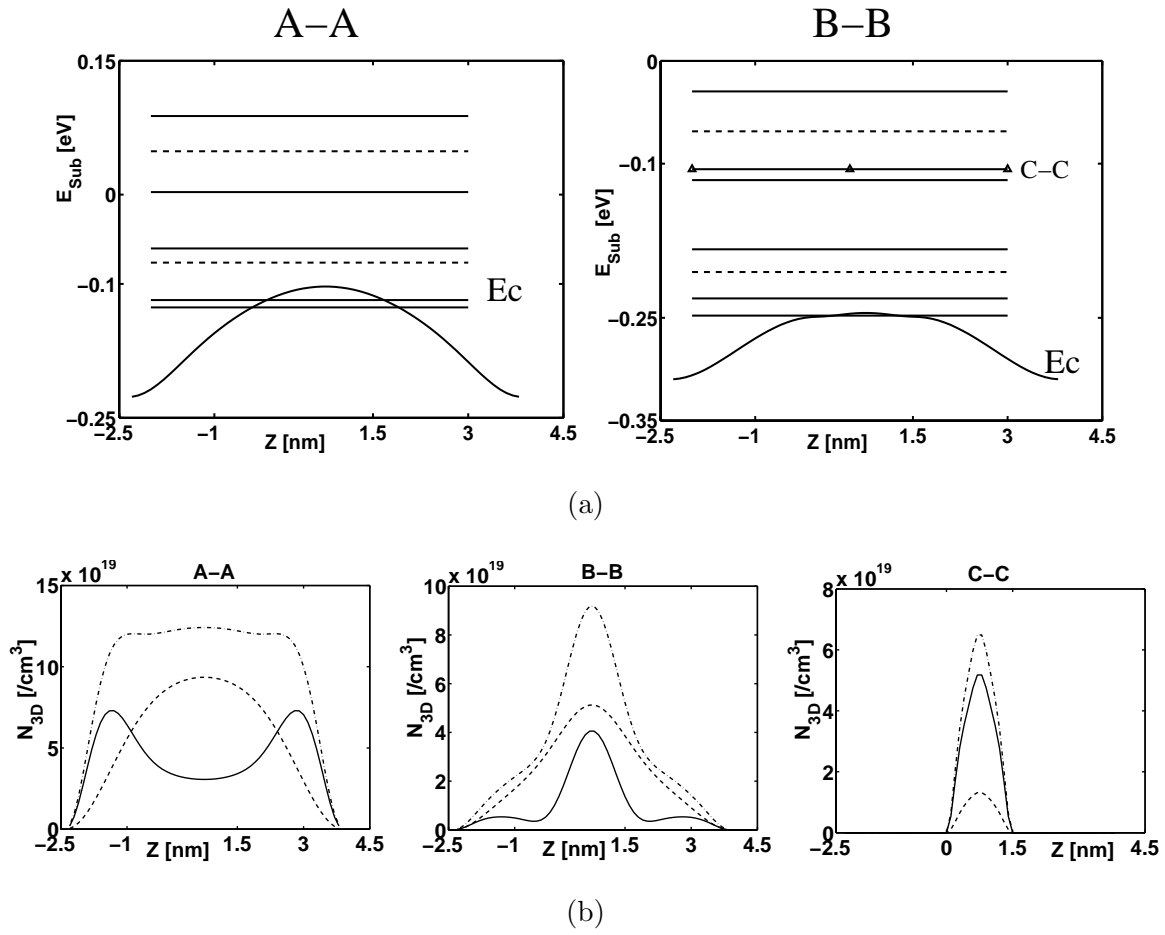 A–A
B–B
0.15
0
−0.1
−0.25
E_Sub [eV]
Ec
−2.5 −1 1.5 3 4.5
Z [nm]
0
−0.1
−0.25
−0.35
E_Sub [eV]
C–C
Ec
−2.5 −1 1.5 3 4.5
Z [nm]
(a)
x 10^19
A–A
15
10
5
0
N_3D [/cm^3]
−2.5 −1 1.5 3 4.5
Z [nm]
x 10^19
B–B
10
8
6
4
2
0
N_3D [/cm^3]
−2.5 −1 1.5 3 4.5
Z [nm]
x 10^19
C–C
8
6
4
2
0
N_3D [/cm^3]
−2.5 0 1.5 4.5
Z [nm]
(b)